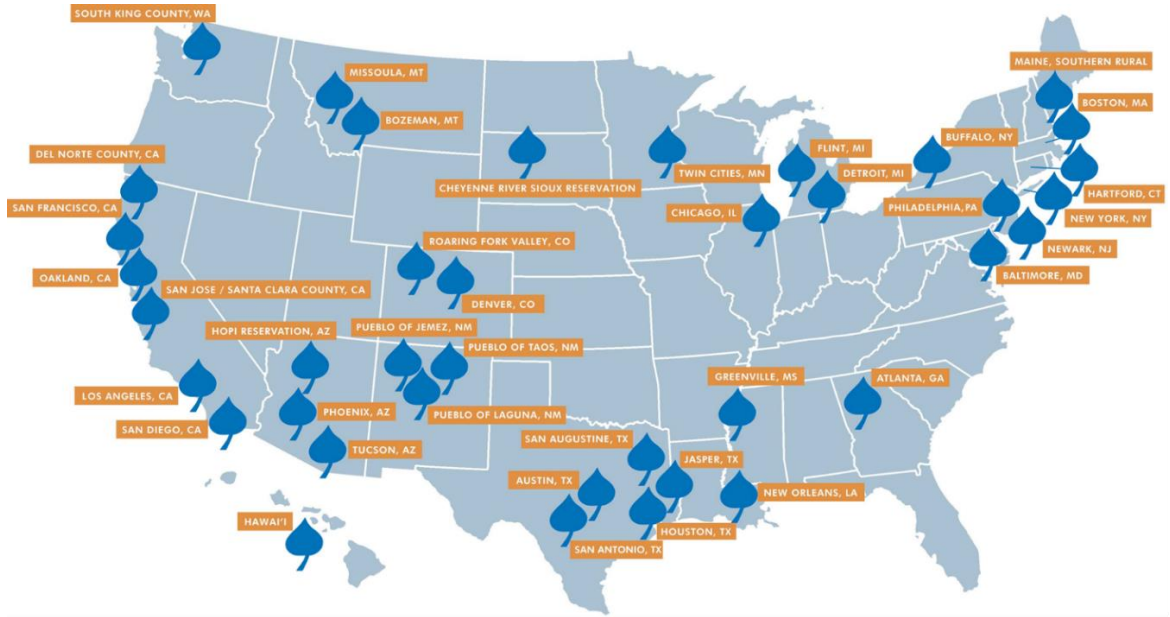 SOUTH KING COUNTY, WA
MISSOULA, MT
BOZEMAN, MT
MAINE, SOUTHERN RURAL
BOSTON, MA
BUFFALO, NY
FLINT, MI
DEL NORTE COUNTY, CA
TWIN CITIES, MN
DETROIT, MI
CHEYENNE RIVER SIOUX RESERVATION
HARTFORD, CT
SAN FRANCISCO, CA
PHILADELPHIA, PA
CHICAGO, IL
NEW YORK, NY
ROARING FORK VALLEY, CO
NEWARK, NJ
OAKLAND, CA
BALTIMORE, MD
SAN JOSE / SANTA CLARA COUNTY, CA
DENVER, CO
HOPI RESERVATION, AZ
PUEBLO OF JEMEZ, NM
PUEBLO OF TAOS, NM
GREENVILLE, MS
ATLANTA, GA
LOS ANGELES, CA
PHOENIX, AZ
PUEBLO OF LAGUNA, NM
SAN DIEGO, CA
SAN AUGUSTINE, TX
TUCSON, AZ
JASPER, TX
AUSTIN, TX
NEW ORLEANS, LA
HAWAI'I
HOUSTON, TX
SAN ANTONIO, TX